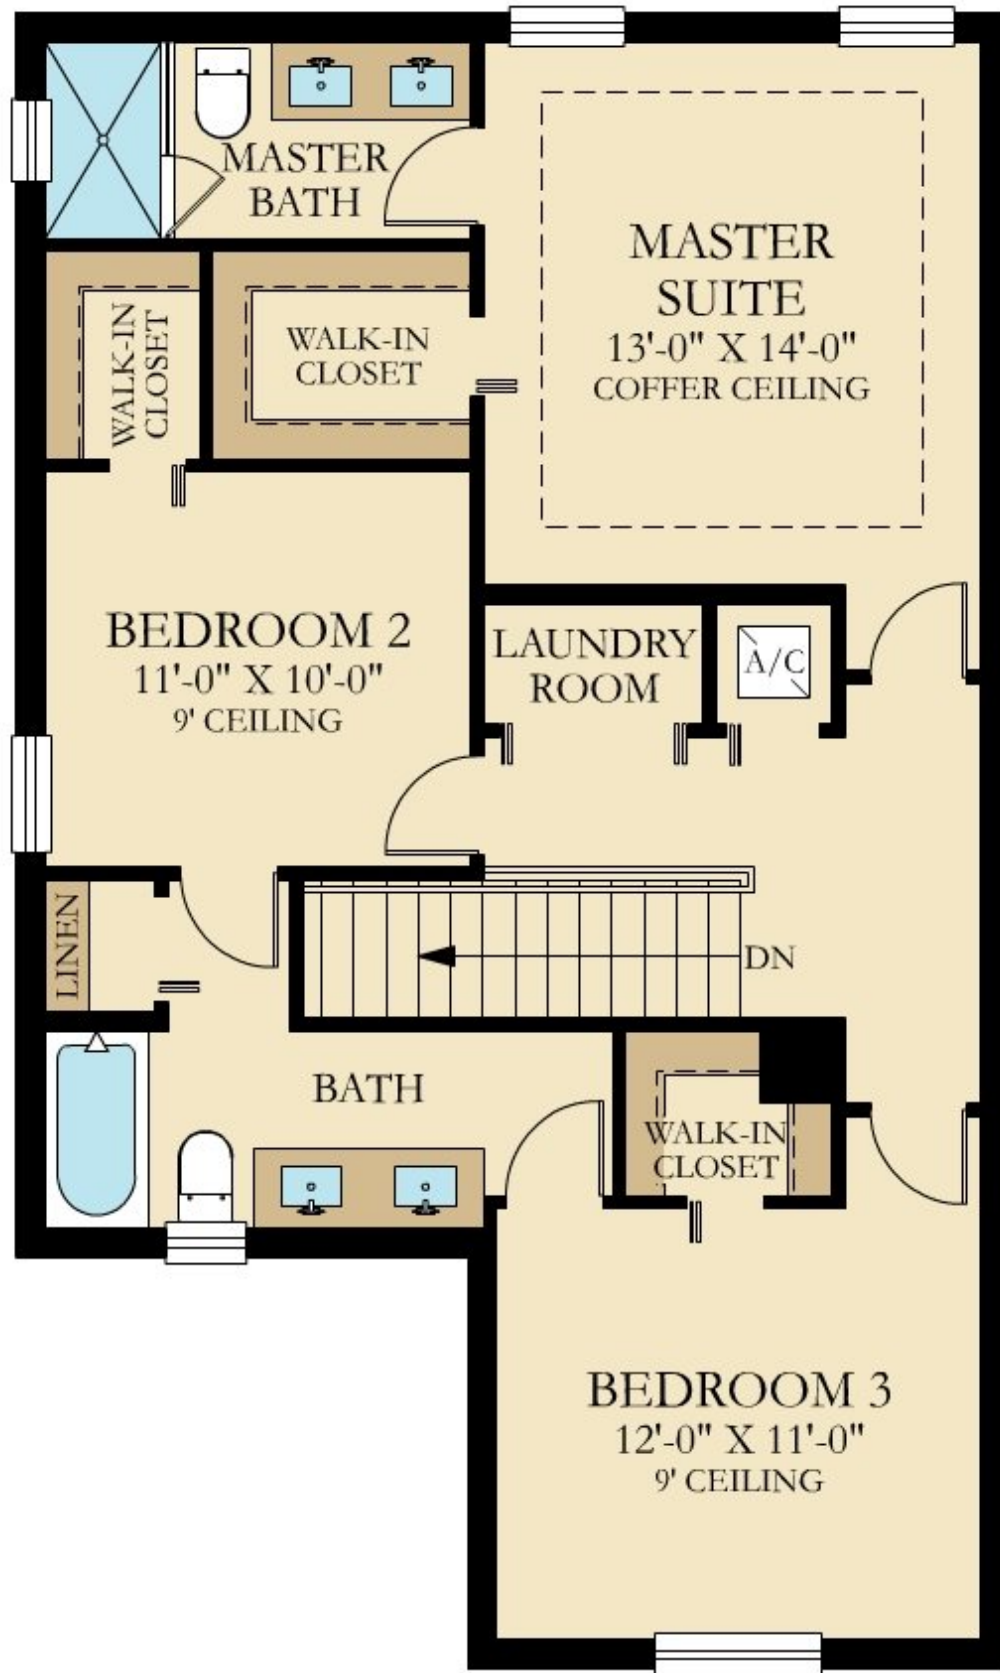 MASTER
BATH
MASTER
SUITE
13'-0" X 14'-0"
COFFER CEILING
WALK-IN
CLOSET
WALK-IN
CLOSET
BEDROOM 2
11'-0" X 10'-0"
9' CEILING
LAUNDRY
ROOM
A/C
LINEN
DN
BATH
WALK-IN
CLOSET
BEDROOM 3
12'-0" X 11'-0"
9' CEILING